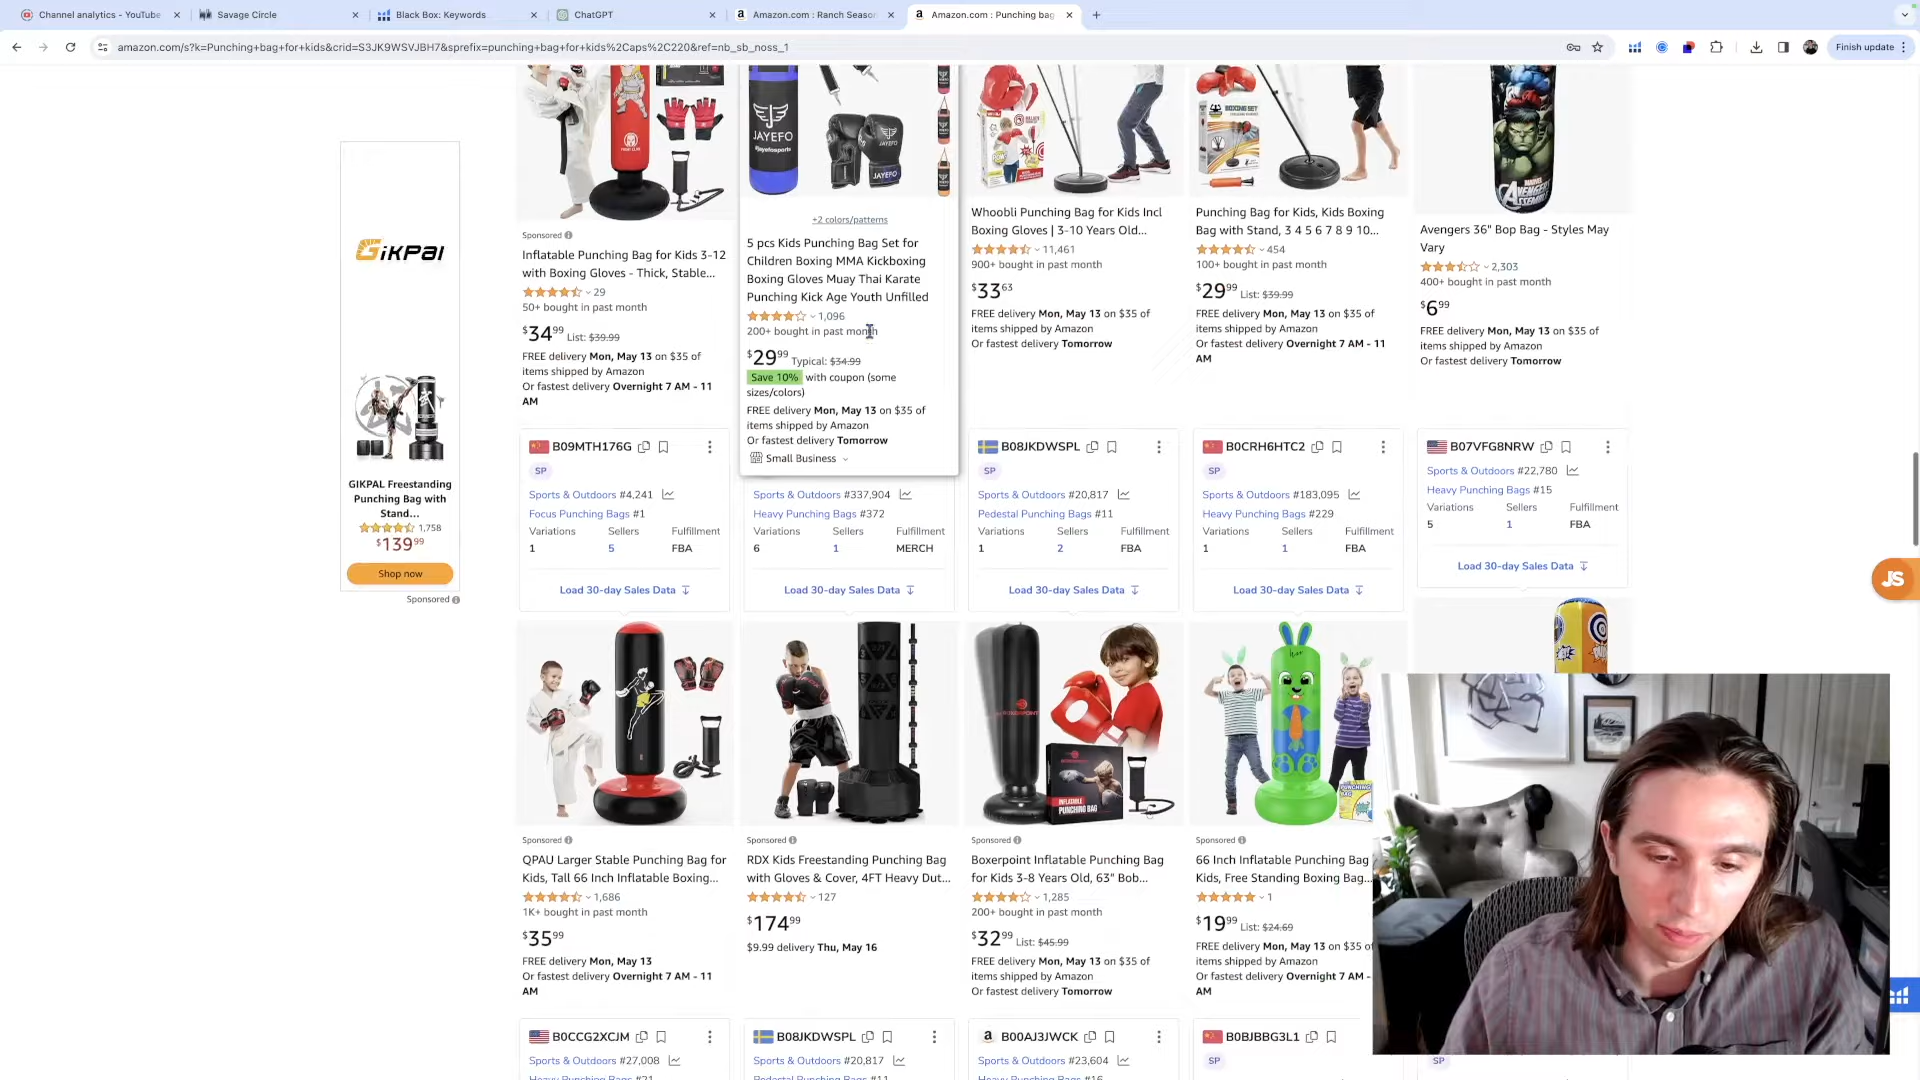 Channel analytics - YouTube
Savage Circle
Black Box: Keywords
ChatGPT
Amazon.com : Ranch Season
Amazon.com : Punching bag
amazon.com/s?k=Punching+bag+for+kids&crid=S3JK9WSVJBH7&sprefix=punching+bag+for+kids%2Caps%2C220&ref=nb_sb_noss_1
Finish update
GIKPAI
GIKPAL Freestanding
Punching Bag with
Stand...
1,758
$139.99
Shop now
Sponsored
Sponsored
Inflatable Punching Bag for Kids 3-12
with Boxing Gloves - Thick, Stable...
29
50+ bought in past month
$34.99 List: $39.99
FREE delivery Mon, May 13 on $35 of
items shipped by Amazon
Or fastest delivery Overnight 7 AM - 11
AM
JAYEFO
#jayefosports
JAYEFO
+2 colors/patterns
5 pcs Kids Punching Bag Set for
Children Boxing MMA Kickboxing
Boxing Gloves Muay Thai Karate
Punching Kick Age Youth Unfilled
1,096
200+ bought in past month
$29.99 Typical: $34.99
Save 10% with coupon (some
sizes/colors)
FREE delivery Mon, May 13 on $35 of
items shipped by Amazon
Or fastest delivery Tomorrow
Small Business
Whoobli Punching Bag for Kids Incl
Boxing Gloves | 3-10 Years Old...
11,461
900+ bought in past month
$33.63
FREE delivery Mon, May 13 on $35 of
items shipped by Amazon
Or fastest delivery Tomorrow
BOXING SET
Punching Bag for Kids, Kids Boxing
Bag with Stand, 3 4 5 6 7 8 9 10...
454
100+ bought in past month
$29.99 List: $39.99
FREE delivery Mon, May 13 on $35 of
items shipped by Amazon
Or fastest delivery Overnight 7 AM - 11
AM
MARVEL
AVENGERS
ASSEMBLE
Avengers 36" Bop Bag - Styles May
Vary
2,303
400+ bought in past month
$6.99
FREE delivery Mon, May 13 on $35 of
items shipped by Amazon
Or fastest delivery Tomorrow
B09MTH176G
SP
Sports & Outdoors #4,241
Focus Punching Bags #1
Variations Sellers Fulfillment
1 5 FBA
Load 30-day Sales Data
Sports & Outdoors #337,904
Heavy Punching Bags #372
Variations Sellers Fulfillment
6 1 MERCH
Load 30-day Sales Data
B08JKDWSPL
SP
Sports & Outdoors #20,817
Pedestal Punching Bags #11
Variations Sellers Fulfillment
1 2 FBA
Load 30-day Sales Data
B0CRH6HTC2
SP
Sports & Outdoors #183,095
Heavy Punching Bags #229
Variations Sellers Fulfillment
1 1 FBA
Load 30-day Sales Data
B07VFG8NRW
Sports & Outdoors #22,780
Heavy Punching Bags #15
Variations Sellers Fulfillment
5 1 FBA
Load 30-day Sales Data
JS
Sponsored
QPAU Larger Stable Punching Bag for
Kids, Tall 66 Inch Inflatable Boxing...
1,686
1K+ bought in past month
$35.99
FREE delivery Mon, May 13
Or fastest delivery Overnight 7 AM - 11
AM
Sponsored
RDX Kids Freestanding Punching Bag
with Gloves & Cover, 4FT Heavy Dut...
127
$174.99
$9.99 delivery Thu, May 16
INFLATABLE
PUNCHING BAG
Sponsored
Boxerpoint Inflatable Punching Bag
for Kids 3-8 Years Old, 63" Bob...
1,285
200+ bought in past month
$32.99 List: $45.99
FREE delivery Mon, May 13 on $35 of
items shipped by Amazon
Or fastest delivery Tomorrow
PUNCHING
BAG
Sponsored
66 Inch Inflatable Punching Bag
Kids, Free Standing Boxing Bag...
1
$19.99 List: $24.69
FREE delivery Mon, May 13 on $35 o
items shipped by Amazon
Or fastest delivery Overnight 7 AM -
AM
B0CCG2XCJM
Sports & Outdoors #27,008
Heavy Punching Bags #21
B08JKDWSPL
Sports & Outdoors #20,817
Pedestal Punching Bags #11
B00AJ3JWCK
Sports & Outdoors #23,604
Heavy Punching Bags #16
B0BJBBG3L1
SP
SP